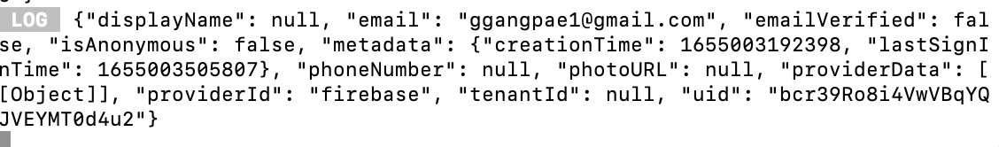 LOG {"displayName": null, "email": "ggangpae1@gmail.com", "emailVerified": fal
se, "isAnonymous": false, "metadata": {"creationTime": 1655003192398, "lastSignI
nTime": 1655003505807}, "phoneNumber": null, "photoURL": null, "providerData": [
[Object]], "providerId": "firebase", "tenantId": null, "uid": "bcr39Ro8i4VwVBqYQ
JVEYMT0d4u2"}